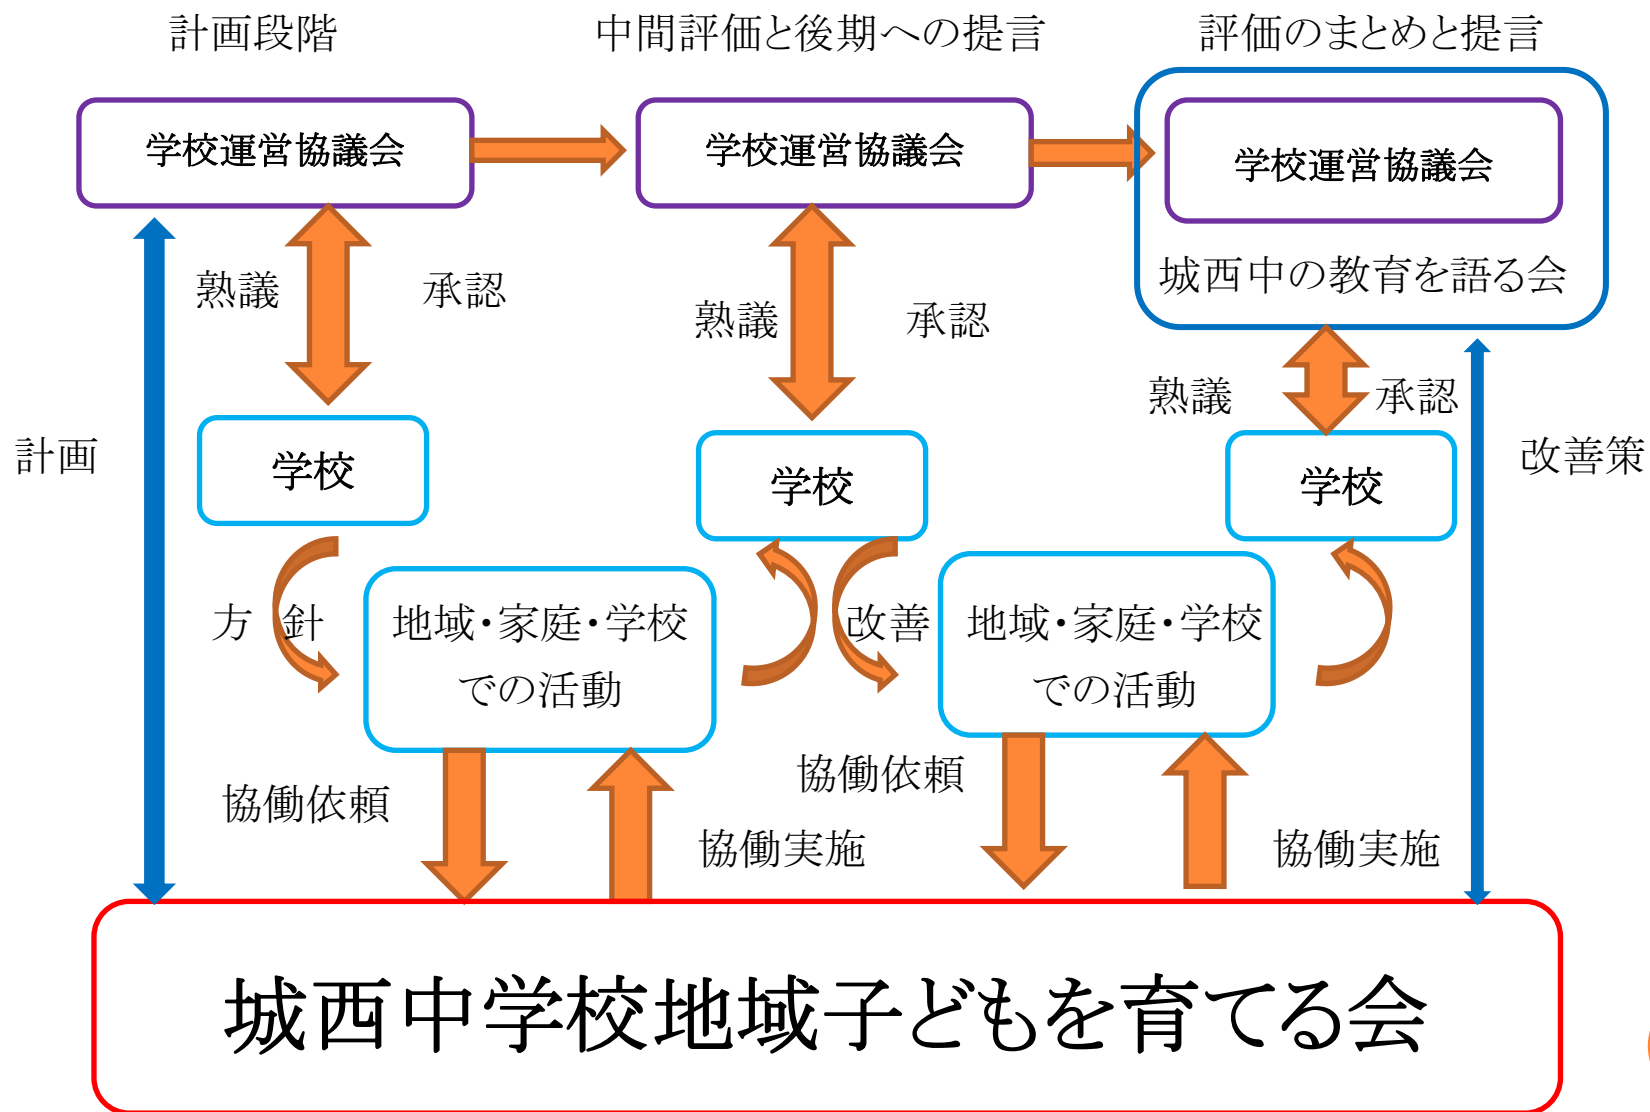 計画段階
中間評価と後期への提言
評価のまとめと提言
学校運営協議会
学校運営協議会
学校運営協議会
城西中の教育を語る会
熟議
承認
熟議
承認
熟議
承認
計画
学校
学校
学校
改善策
方 針
地域・家庭・学校
での活動
改善
地域・家庭・学校
での活動
協働依頼
協働実施
協働依頼
協働実施
城西中学校地域子どもを育てる会